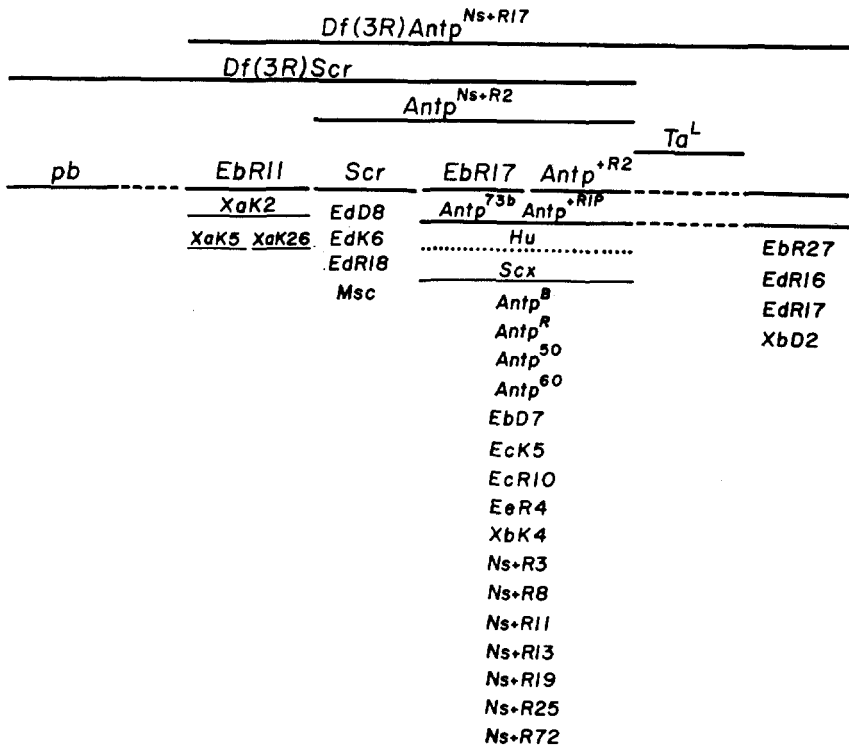 Df(3R)Antp^Ns+R17
Df(3R)Scr
Antp^Ns+R2
Ta^L
pb EbR11 Scr EbR17 Antp^+R2
XaK2 EdD8 Antp^73b Antp^+R1P
XaK5 XaK26 EdK6 Hu EbR27
EdR18 Scx EdR16
Msc Antp^B EdR17
Antp^R XbD2
Antp^50
Antp^60
EbD7
EcK5
EcR10
EeR4
XbK4
Ns+R3
Ns+R8
Ns+R11
Ns+R13
Ns+R19
Ns+R25
Ns+R72